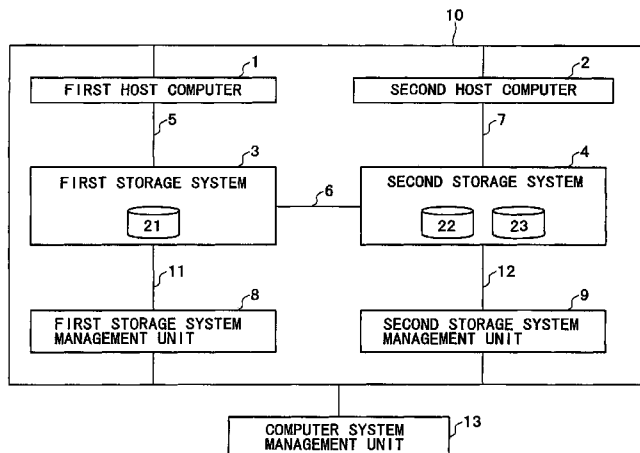 10
1
2
FIRST HOST COMPUTER
SECOND HOST COMPUTER
5
7
3
4
FIRST STORAGE SYSTEM
SECOND STORAGE SYSTEM
6
21
22
23
11
12
8
9
FIRST STORAGE SYSTEM
MANAGEMENT UNIT
SECOND STORAGE SYSTEM
MANAGEMENT UNIT
13
COMPUTER SYSTEM
MANAGEMENT UNIT